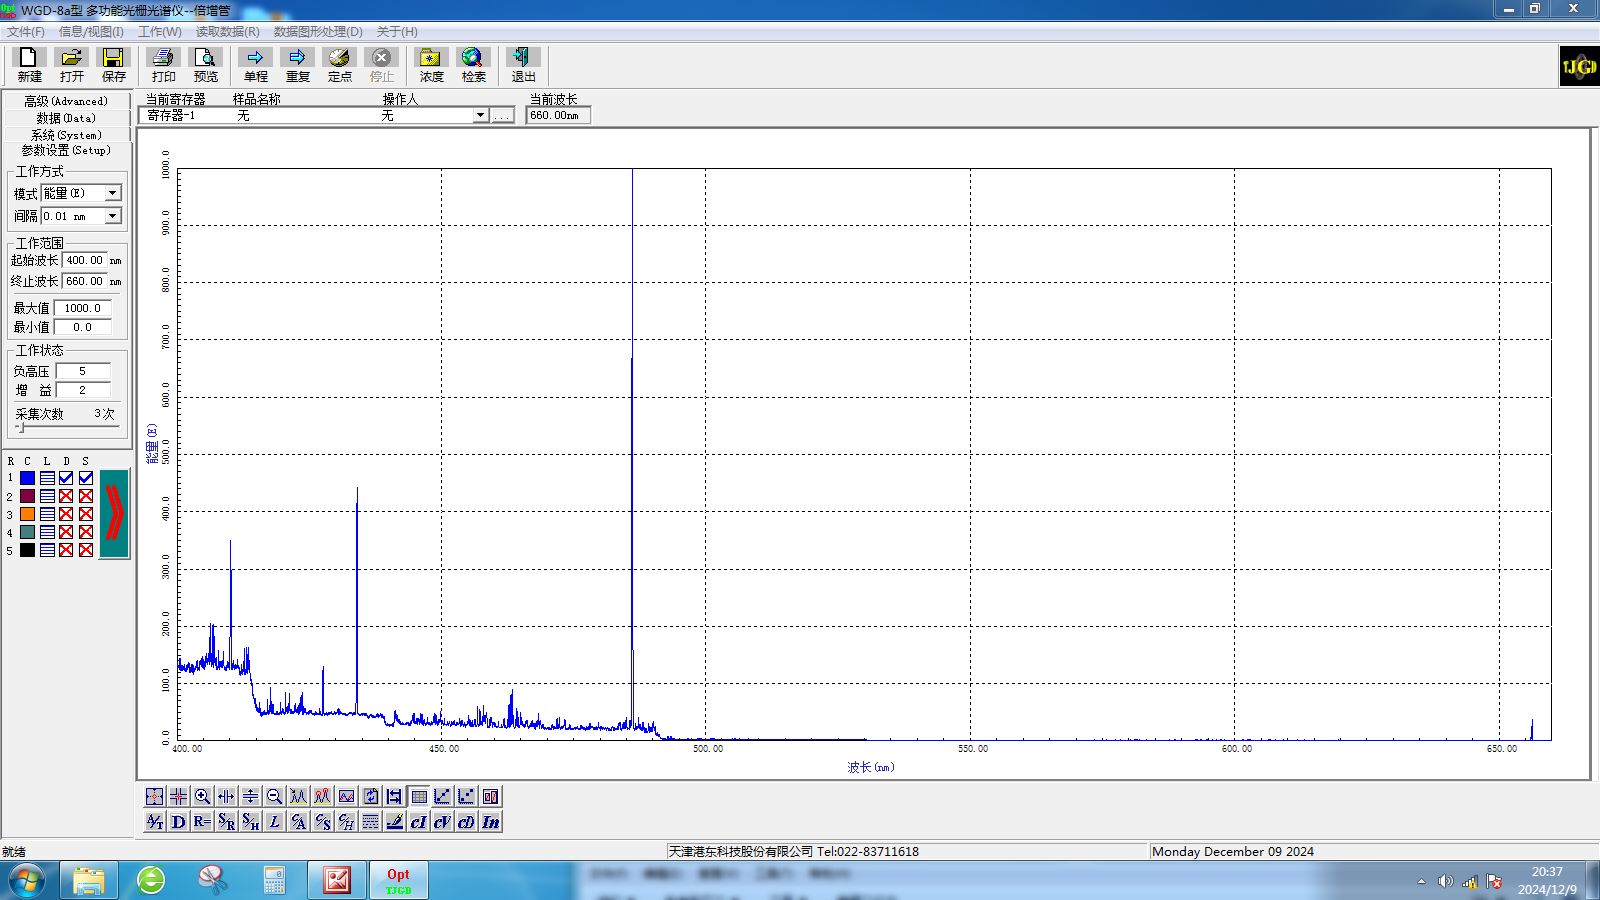 WGD-8a型 多功能光栅光谱仪--倍增管
文件(F) 信息/视图(I) 工作(W) 读取数据(R) 数据图形处理(D) 关于(H)
新建 打开 保存 打印 预览 单程 重复 定点 停止 浓度 检索 退出
TJGD
高级(Advanced)
数据(Data)
系统(System)
参数设置(Setup)
当前寄存器 样品名称 操作人 当前波长
寄存器-1 无 无 ... 660.00nm
工作方式
模式 能量(E)
间隔 0.01 nm
工作范围
起始波长 400.00 nm
终止波长 660.00 nm
最大值 1000.0
最小值 0.0
工作状态
负高压 5
增 益 2
采集次数 3次
R C L D S
1
2
3
4
5
1000.0
900.0
800.0
700.0
600.0
500.0
400.0
300.0
200.0
100.0
0.0
能量(E)
400.00 450.00 500.00 550.00 600.00 650.00
波长(nm)
A/T D R= S/R S/H L C/A C/S C/H cI cV cD In
就绪 天津港东科技股份有限公司 Tel:022-83711618 Monday December 09 2024
Opt
TJGD
20:37
2024/12/9